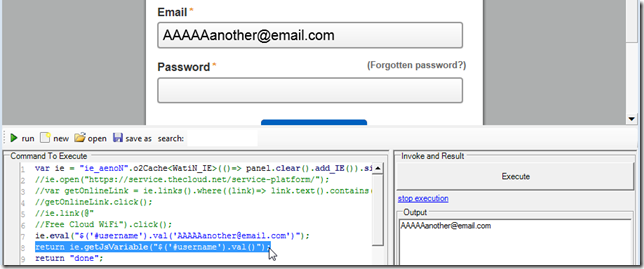 Email *
AAAAAanother@email.com
Password *
(Forgotten password?)
run new open save as search:
Command To Execute
1 var ie = "ie_aenoN".o2Cache<WatiN_IE>(()=> panel.clear().add_IE()).si
2 //ie.open("https://service.thecloud.net/service-platform/");
3 //var getOnlineLink = ie.links().where((link)=> link.text().contains(
4 //getOnlineLink.click();
5 //ie.link(@"
6 //Free Cloud WiFi").click();
7 ie.eval("$('#username').val('AAAAAanother@email.com')");
8 return ie.getJsVariable("$('#username').val()");
9 return "done";
Invoke and Result
Execute
stop execution
Output
AAAAAanother@email.com